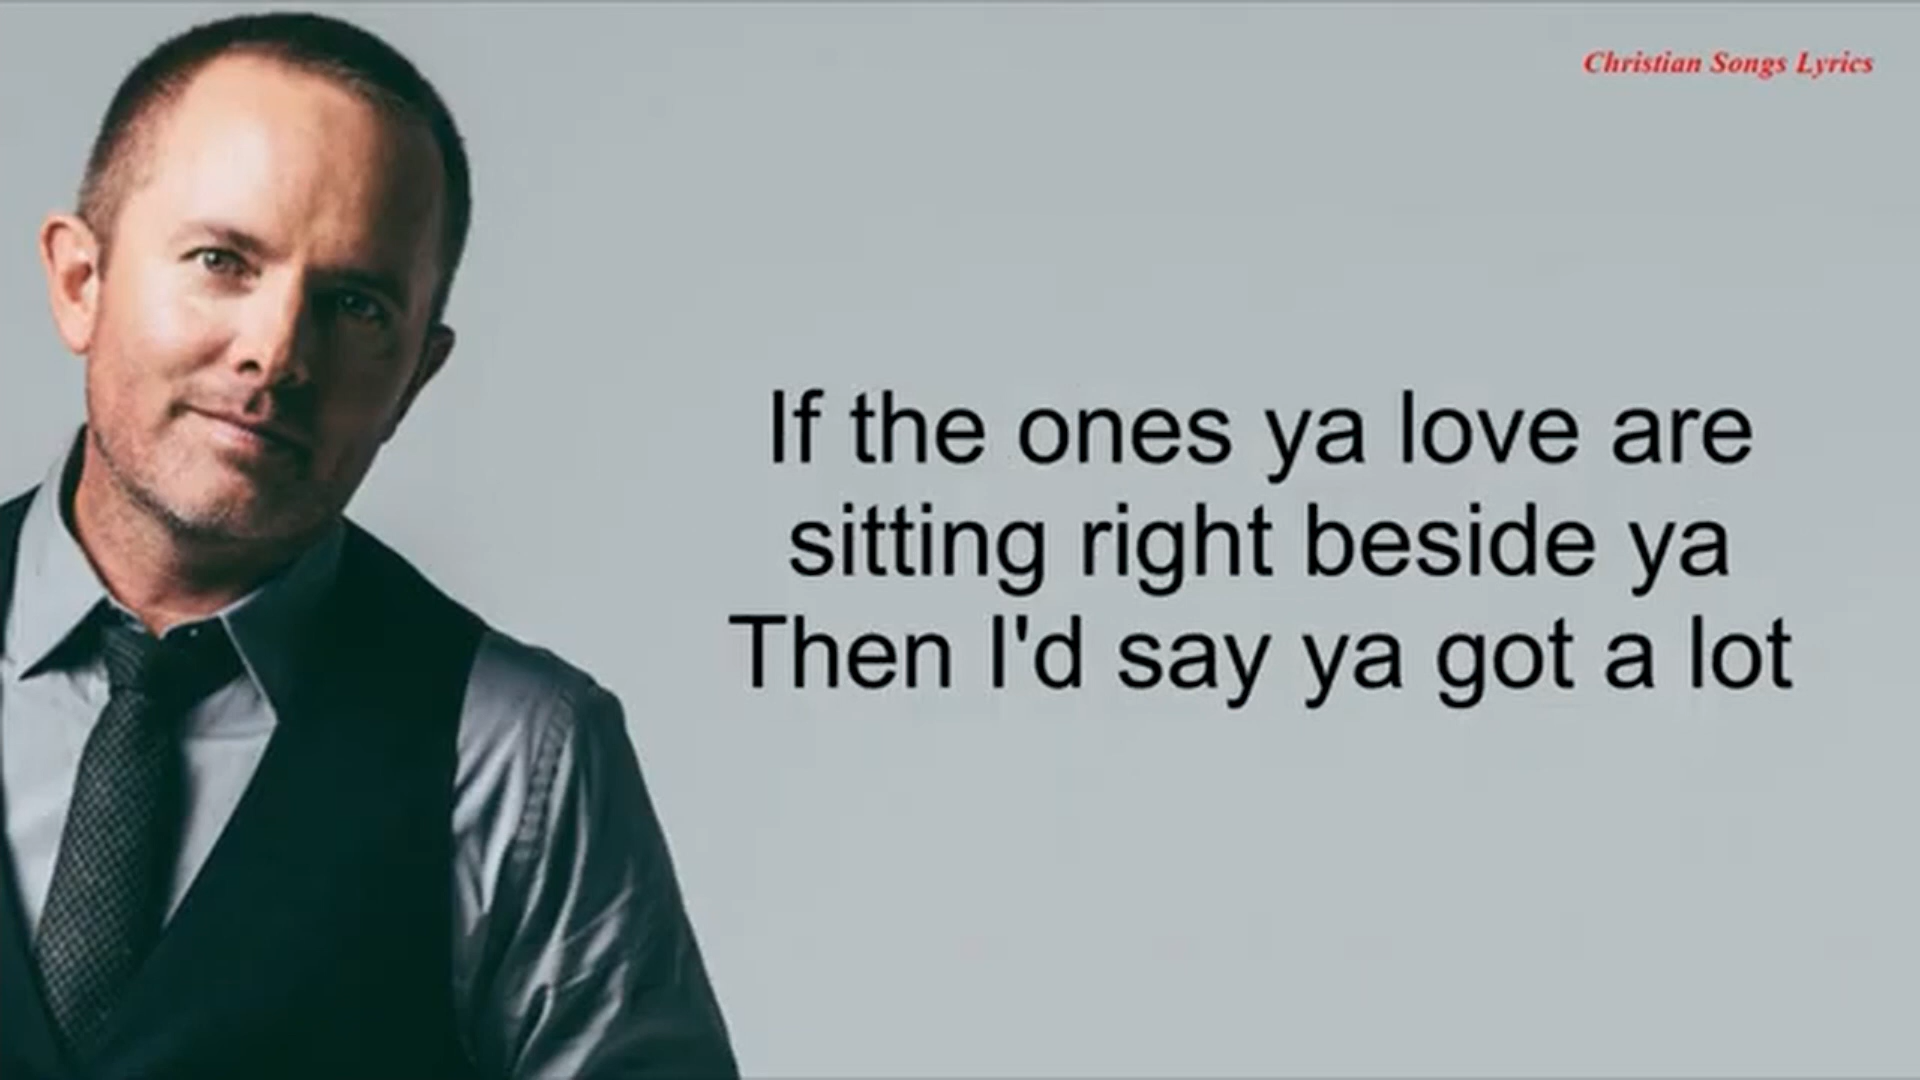 Christian Songs Lyrics
If the ones ya love are
sitting right beside ya
Then I'd say ya got a lot